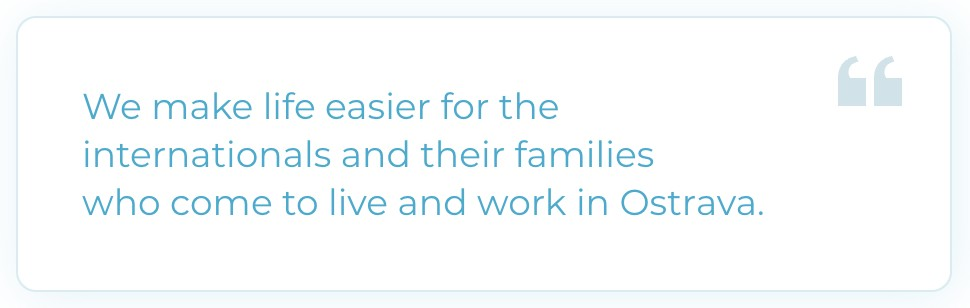 We make life easier for the
internationals and their families
who come to live and work in Ostrava.